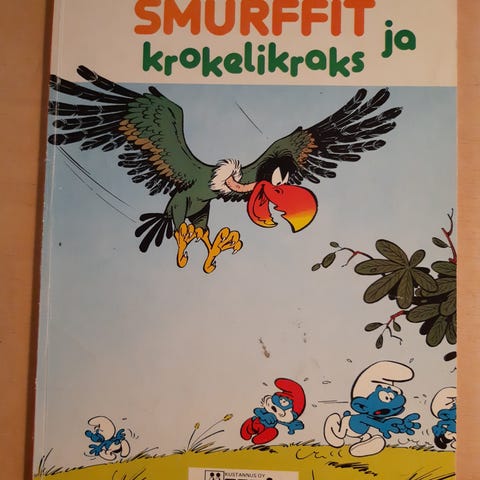 SMURFFIT
ja
krokelikraks
KUSTANNUS OY